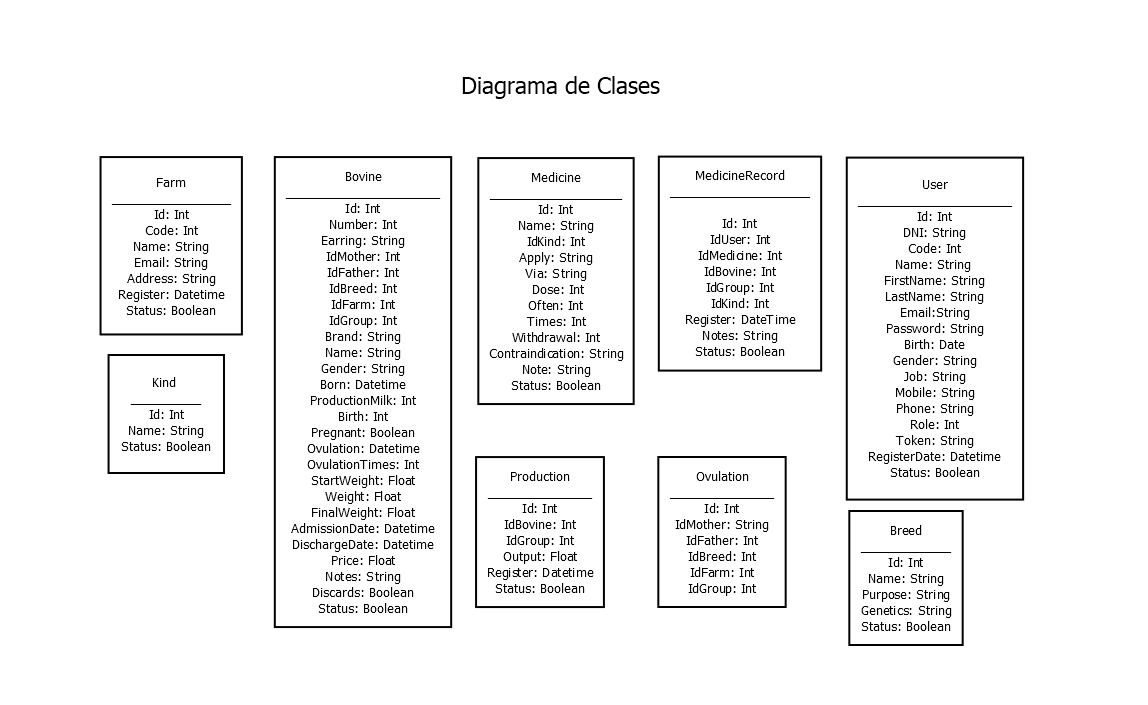 Diagrama de Clases
Farm
Id: Int
Code: Int
Name: String
Email: String
Address: String
Register: Datetime
Status: Boolean
Kind
Id: Int
Name: String
Status: Boolean
Bovine
Id: Int
Number: Int
Earring: String
IdMother: Int
IdFather: Int
IdBreed: Int
IdFarm: Int
IdGroup: Int
Brand: String
Name: String
Gender: String
Born: Datetime
ProductionMilk: Int
Birth: Int
Pregnant: Boolean
Ovulation: Datetime
OvulationTimes: Int
StartWeight: Float
Weight: Float
FinalWeight: Float
AdmissionDate: Datetime
DischargeDate: Datetime
Price: Float
Notes: String
Discards: Boolean
Status: Boolean
Medicine
Id: Int
Name: String
IdKind: Int
Apply: String
Via: String
Dose: Int
Often: Int
Times: Int
Withdrawal: Int
Contraindication: String
Note: String
Status: Boolean
Production
Id: Int
IdBovine: Int
IdGroup: Int
Output: Float
Register: Datetime
Status: Boolean
MedicineRecord
Id: Int
IdUser: Int
IdMedicine: Int
IdBovine: Int
IdGroup: Int
IdKind: Int
Register: DateTime
Notes: String
Status: Boolean
Ovulation
Id: Int
IdMother: String
IdFather: Int
IdBreed: Int
IdFarm: Int
IdGroup: Int
User
Id: Int
DNI: String
Code: Int
Name: String
FirstName: String
LastName: String
Email:String
Password: String
Birth: Date
Gender: String
Job: String
Mobile: String
Phone: String
Role: Int
Token: String
RegisterDate: Datetime
Status: Boolean
Breed
Id: Int
Name: String
Purpose: String
Genetics: String
Status: Boolean